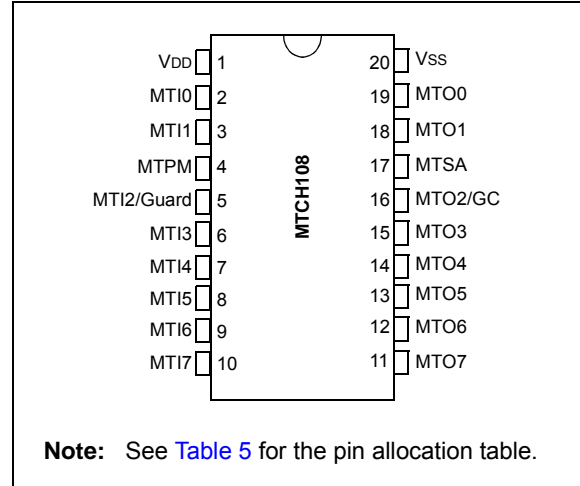 VDD 1 20 VSS
MTI0 2 19 MTO0
MTI1 3 18 MTO1
MTPM 4 17 MTSA
MTI2/Guard 5 16 MTO2/GC
MTI3 6 15 MTO3
MTI4 7 14 MTO4
MTI5 8 13 MTO5
MTI6 9 12 MTO6
MTI7 10 11 MTO7
MTCH108
Note: See Table 5 for the pin allocation table.